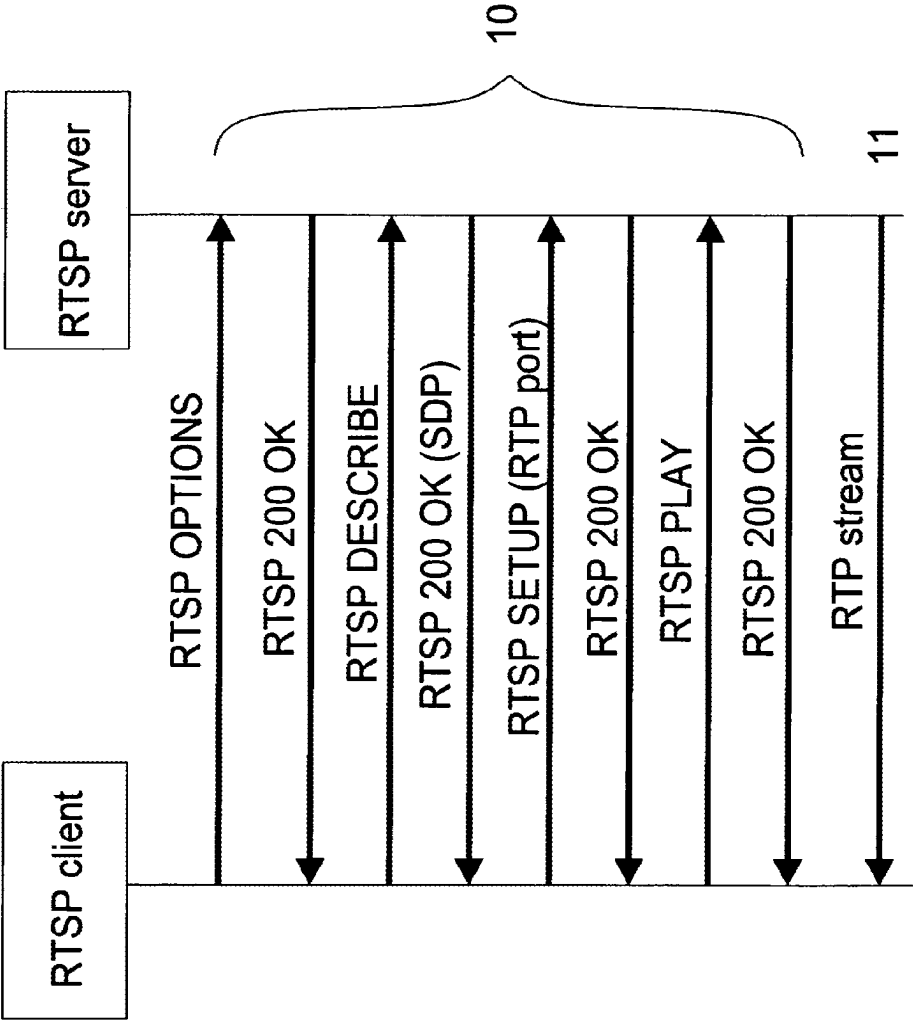 RTSP client
RTSP server
RTSP OPTIONS
RTSP 200 OK
RTSP DESCRIBE
RTSP 200 OK (SDP)
RTSP SETUP (RTP port)
RTSP 200 OK
RTSP PLAY
RTSP 200 OK
RTP stream
10
11